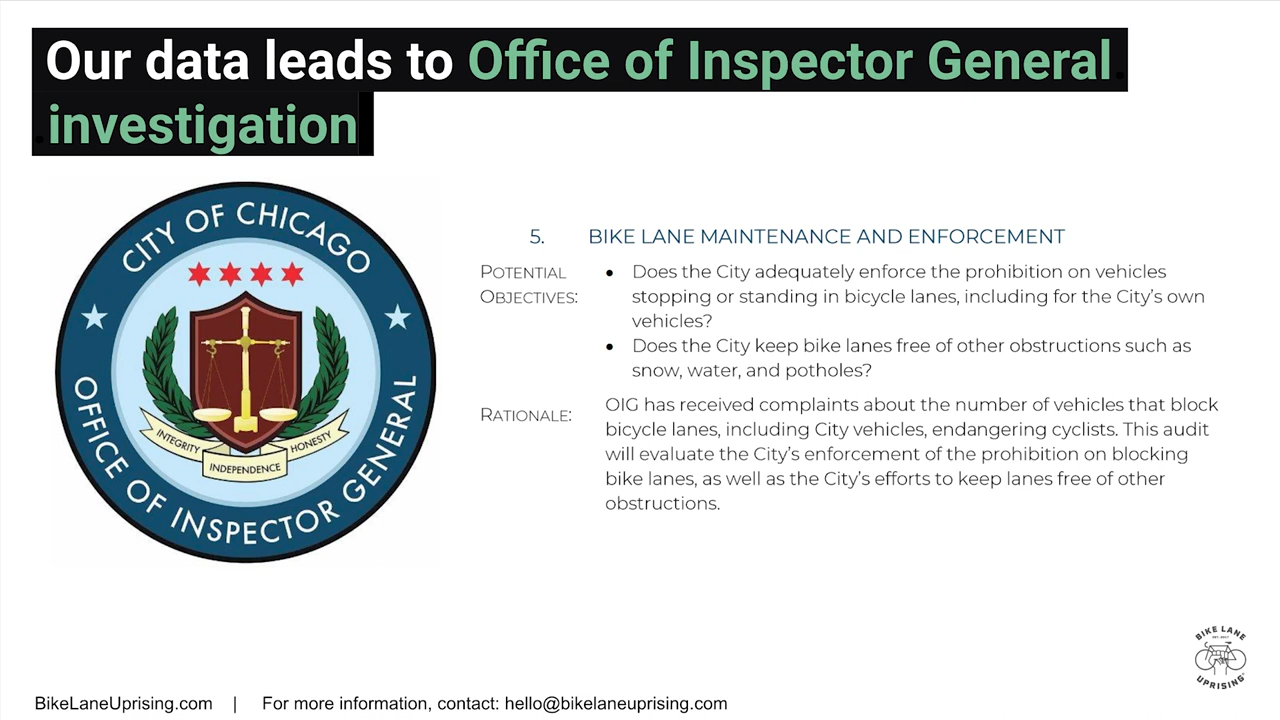 Our data leads to Office of Inspector General
investigation
CITY OF CHICAGO
OFFICE OF INSPECTOR GENERAL
INTEGRITY
INDEPENDENCE
HONESTY
5. BIKE LANE MAINTENANCE AND ENFORCEMENT
POTENTIAL
OBJECTIVES:
• Does the City adequately enforce the prohibition on vehicles
stopping or standing in bicycle lanes, including for the City's own
vehicles?
• Does the City keep bike lanes free of other obstructions such as
snow, water, and potholes?
RATIONALE:
OIG has received complaints about the number of vehicles that block
bicycle lanes, including City vehicles, endangering cyclists. This audit
will evaluate the City's enforcement of the prohibition on blocking
bike lanes, as well as the City's efforts to keep lanes free of other
obstructions.
BIKE LANE
UPRISING
BikeLaneUprising.com | For more information, contact: hello@bikelaneuprising.com